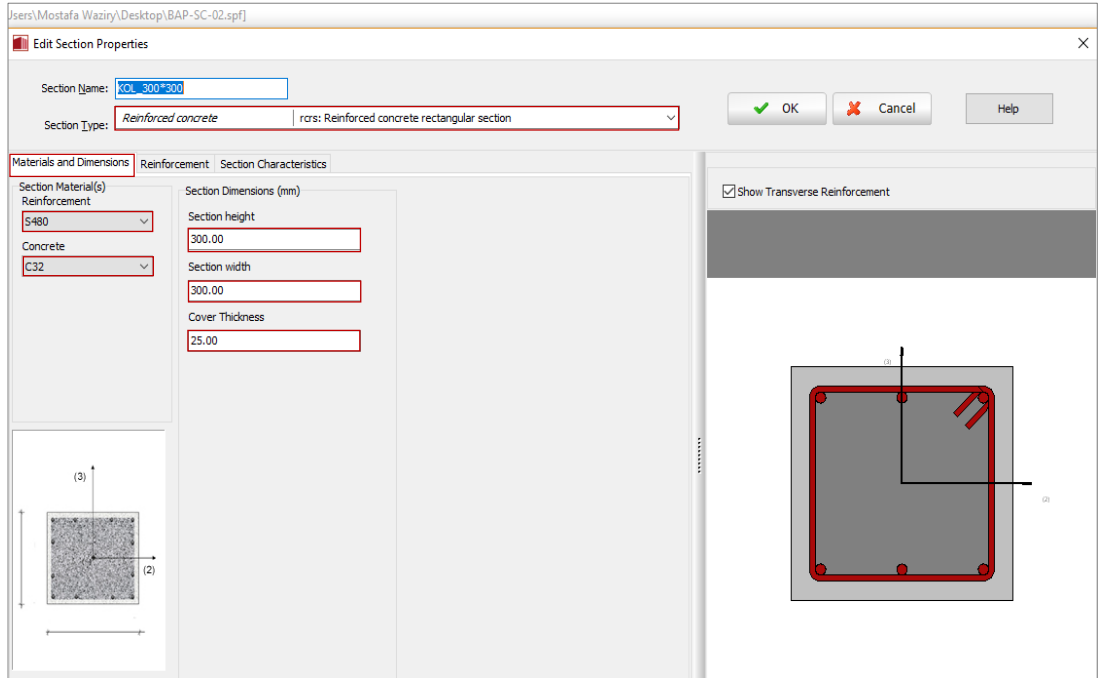 Jsers\Mostafa Waziry\Desktop\BAP-SC-02.spf]
Edit Section Properties
Section Name: KOL_300*300
Section Type: Reinforced concrete rcrs: Reinforced concrete rectangular section
OK Cancel Help
Materials and Dimensions Reinforcement Section Characteristics
Section Material(s)
Reinforcement
S480
Concrete
C32
Section Dimensions (mm)
Section height
300.00
Section width
300.00
Cover Thickness
25.00
(3)
(2)
Show Transverse Reinforcement
(3)
(2)